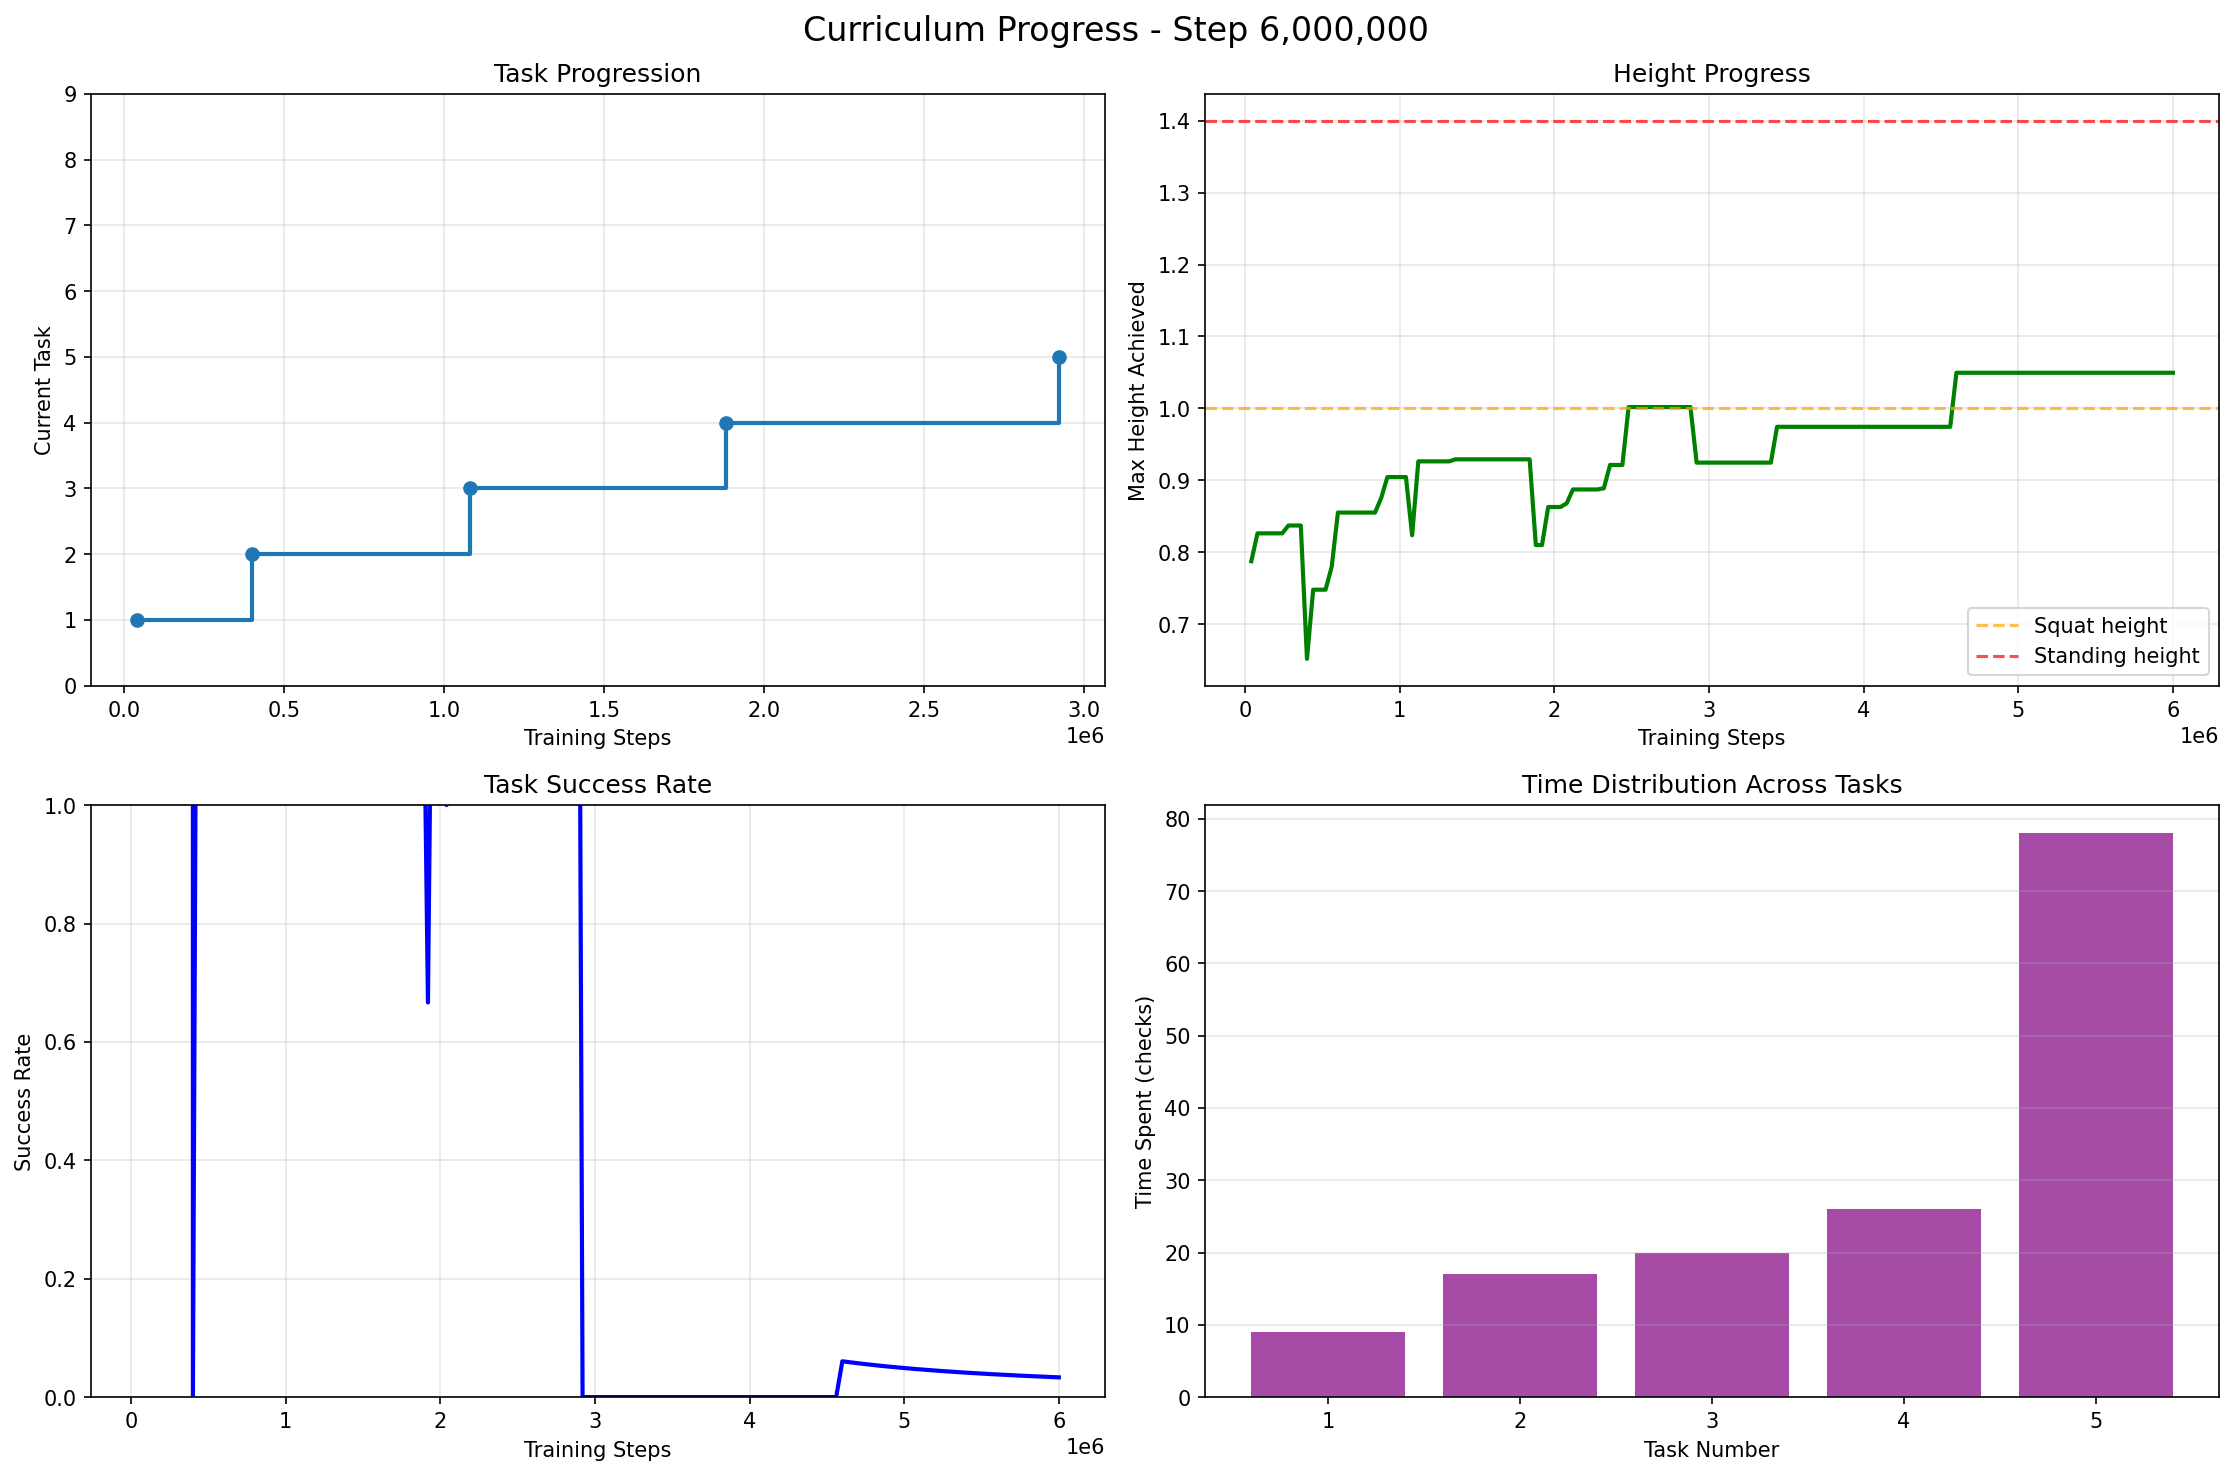 Curriculum Progress - Step 6,000,000
Task Progression
9
8
7
6
5
4
3
2
1
0
Current Task
0.0 0.5 1.0 1.5 2.0 2.5 3.0
1e6
Training Steps
Height Progress
1.4
1.3
1.2
1.1
1.0
0.9
0.8
0.7
Max Height Achieved
Squat height
Standing height
0 1 2 3 4 5 6
1e6
Training Steps
Task Success Rate
1.0
0.8
0.6
0.4
0.2
0.0
Success Rate
0 1 2 3 4 5 6
1e6
Training Steps
Time Distribution Across Tasks
80
70
60
50
40
30
20
10
0
Time Spent (checks)
1 2 3 4 5
Task Number